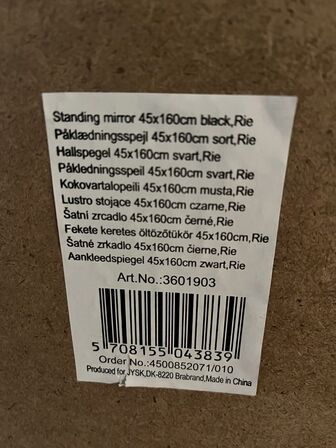 Standing mirror 45x160cm black,Rie
Påklædningsspejl 45x160cm sort,Rie
Hallspegel 45x160cm svart,Rie
Påkledningsspeil 45x160cm svart,Rie
Kokovartalopeili 45x160cm musta,Rie
Lustro stojące 45x160cm czarne,Rie
Šatní zrcadlo 45x160cm černé,Rie
Fekete keretes öltözőtükör 45x160cm,Rie
Šatné zrkadlo 45x160cm čierne,Rie
Aankleedspiegel 45x160cm zwart,Rie
Art.No.:3601903
5 708155 043839
Order No.:4500852071/010
Produced for JYSK,DK-8220 Brabrand,Made in China